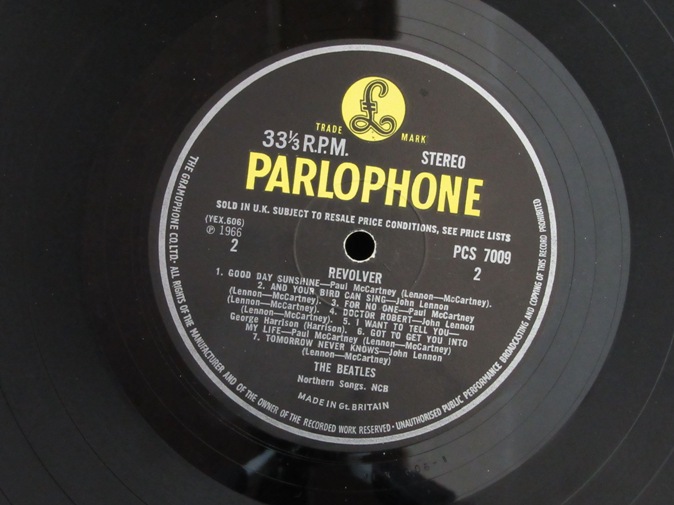 £
TRADE MARK
33⅓ R.P.M. STEREO
PARLOPHONE
SOLD IN U.K. SUBJECT TO RESALE PRICE CONDITIONS, SEE PRICE LISTS
(YEX.606)
℗ 1966
2
PCS 7009
2
REVOLVER
1. GOOD DAY SUNSHINE—Paul McCartney (Lennon—McCartney).
2. AND YOUR BIRD CAN SING—John Lennon
(Lennon—McCartney). 3. FOR NO ONE—Paul McCartney
(Lennon—McCartney). 4. DOCTOR ROBERT—John Lennon
(Lennon—McCartney). 5. I WANT TO TELL YOU—
George Harrison (Harrison). 6. GOT TO GET YOU INTO
MY LIFE—Paul McCartney (Lennon—McCartney)
7. TOMORROW NEVER KNOWS—John Lennon
(Lennon—McCartney)
THE BEATLES
Northern Songs. NCB
MADE IN Gt. BRITAIN
THE GRAMOPHONE CO. LTD. · ALL RIGHTS OF THE MANUFACTURER AND OF THE OWNER OF THE RECORDED WORK RESERVED · UNAUTHORISED PUBLIC PERFORMANCE BROADCASTING AND COPYING OF THIS RECORD PROHIBITED